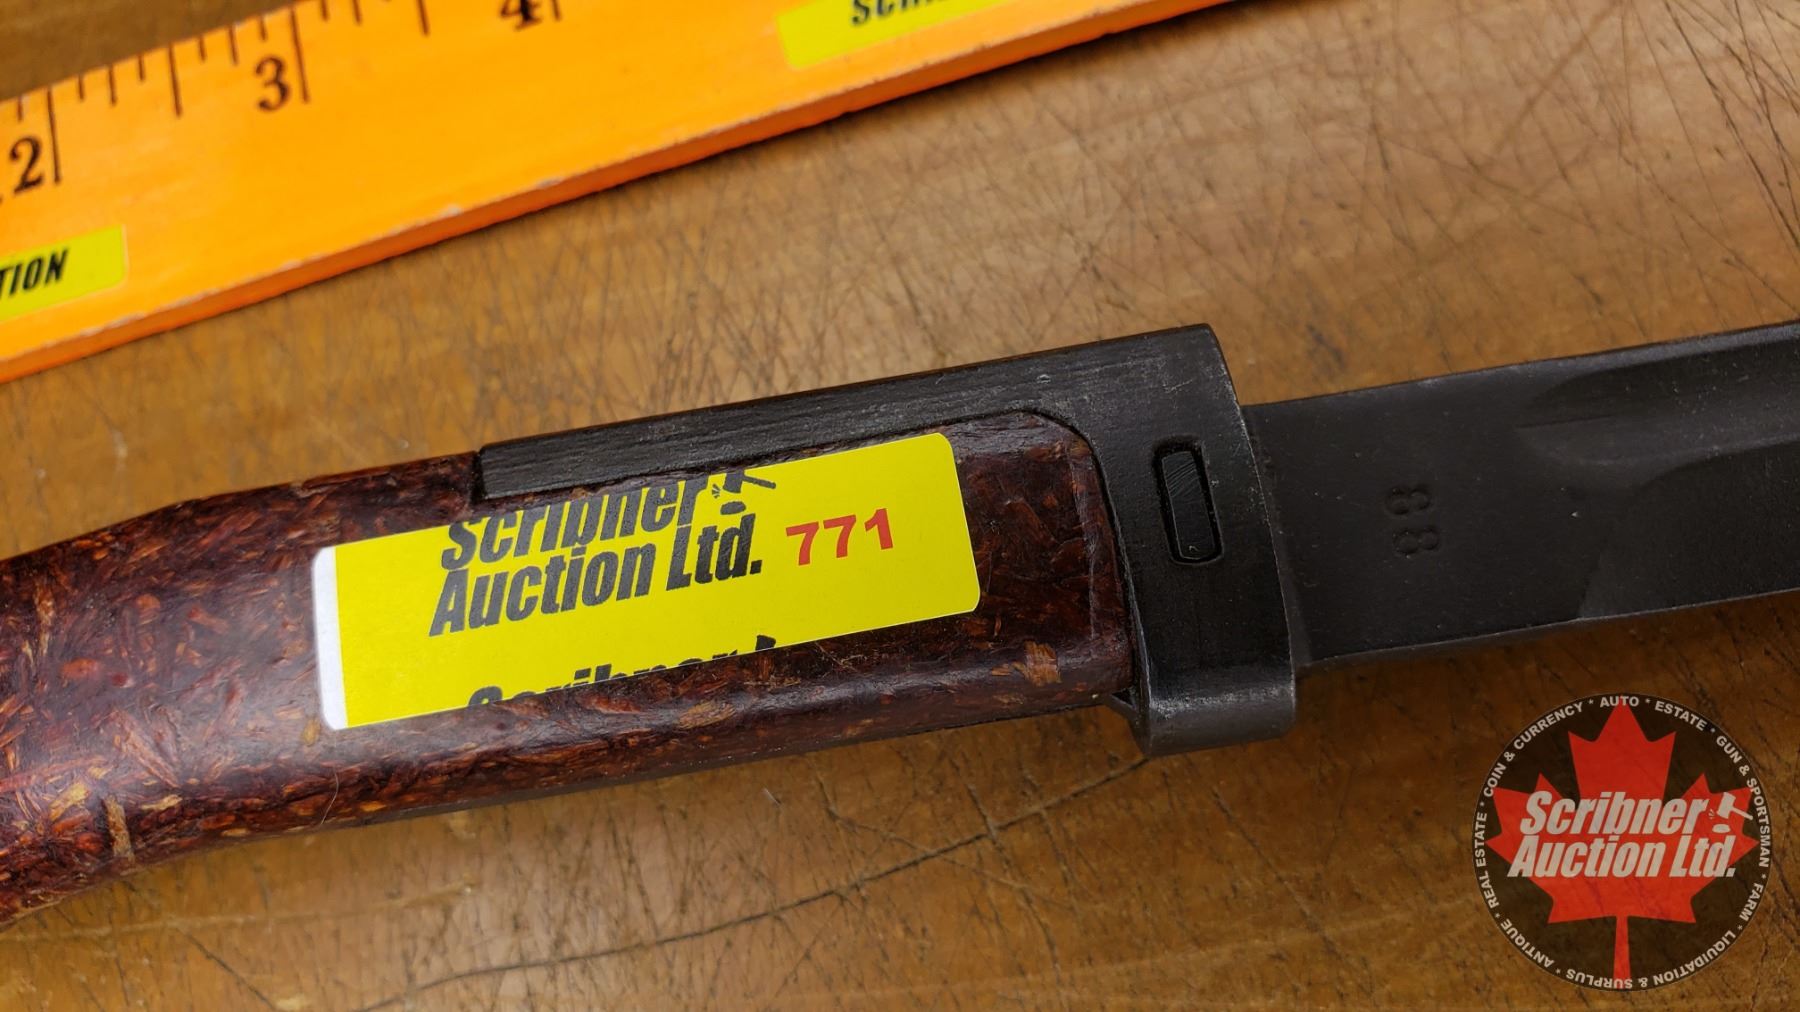 4
3
2
TION
Scribner
Auction Ltd.
771
88
COIN & CURRENCY * AUTO * ESTATE * GUN & SPORTSMAN * FARM * LIQUIDATION & SURPLUS * ANTIQUE * REAL ESTATE *
Scribner
Auction Ltd.